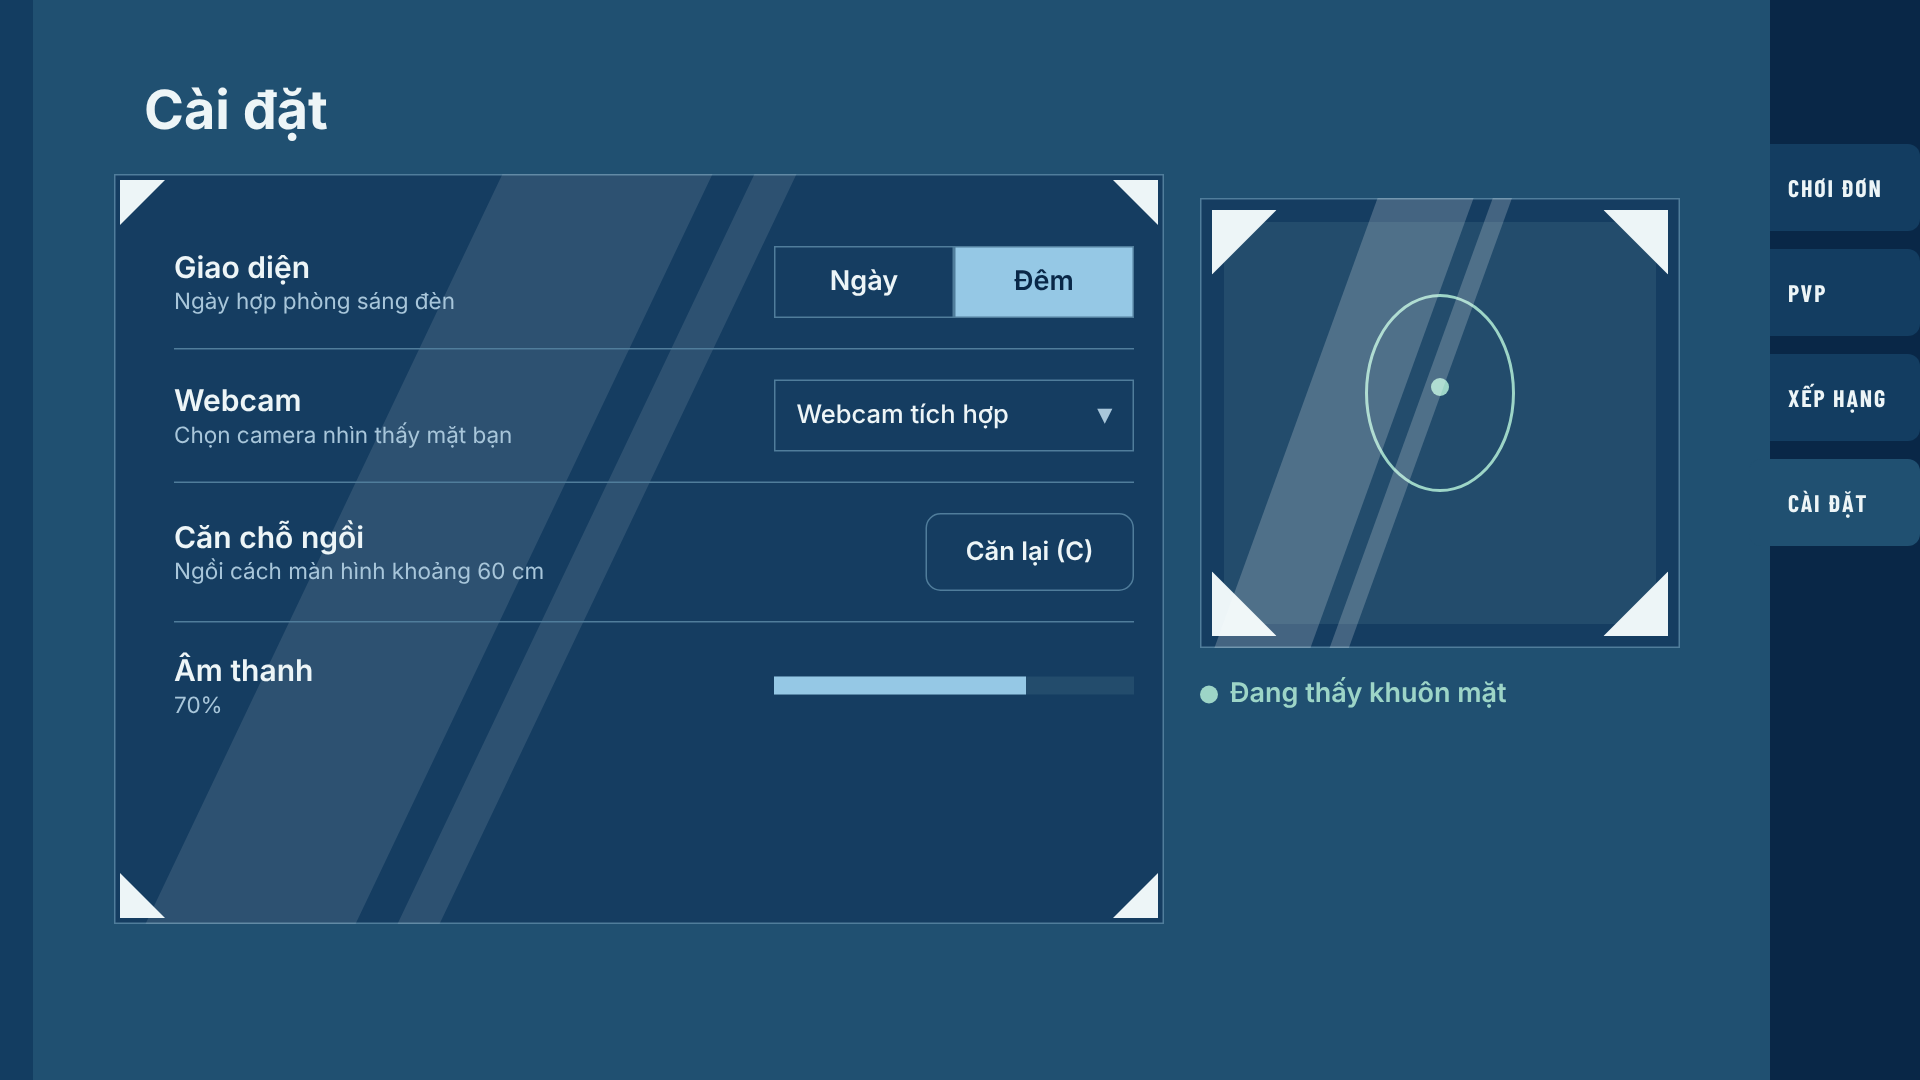 Cài đặt
Giao diện
Ngày hợp phòng sáng đèn
Ngày
Đêm
Webcam
Chọn camera nhìn thấy mặt bạn
Webcam tích hợp
Căn chỗ ngồi
Ngồi cách màn hình khoảng 60 cm
Căn lại (C)
Âm thanh
70%
Đang thấy khuôn mặt
CHƠI ĐƠN
PVP
XẾP HẠNG
CÀI ĐẶT